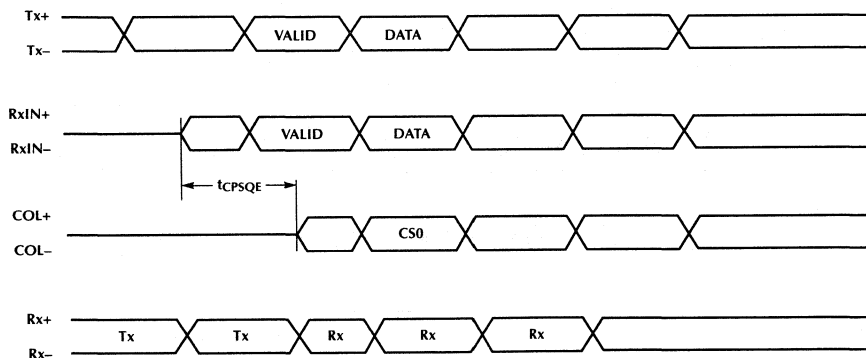 Tx+
Tx–
VALID DATA
RxIN+
RxIN–
VALID DATA
tCPSQE
COL+
COL–
CS0
Rx+
Rx–
Tx Tx Rx Rx Rx